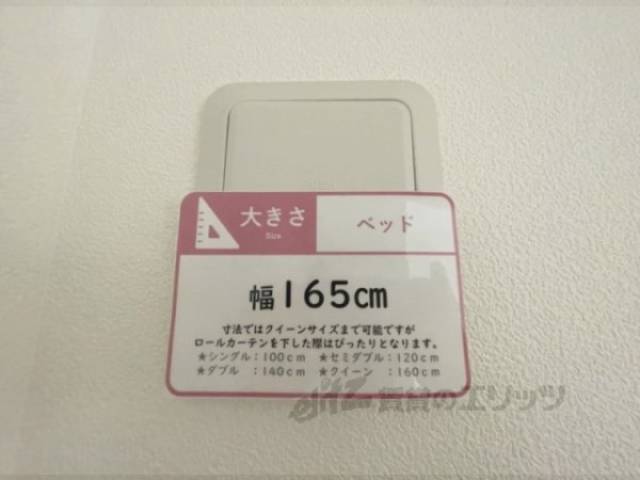 大きさ
Size
ベッド
幅165cm
寸法ではクイーンサイズまで可能ですが
ロールカーテンを下した際はぴったりとなります。
★シングル：100cm ★セミダブル：120cm
★ダブル　：140cm ★クイーン　：160cm
elitz 賃貸のエリッツ